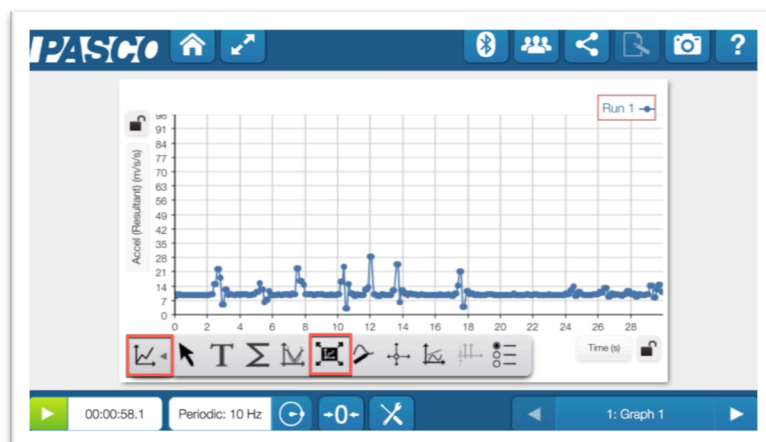 PASCO
?
Run 1
98
91
84
77
70
63
56
49
42
35
28
21
14
7
0
Accel (Resultant) (m/s/s)
0 2 4 6 8 10 12 14 16 18 20 22 24 26 28
Time (s)
T Σ
00:00:58.1
Periodic: 10 Hz
→0←
1: Graph 1